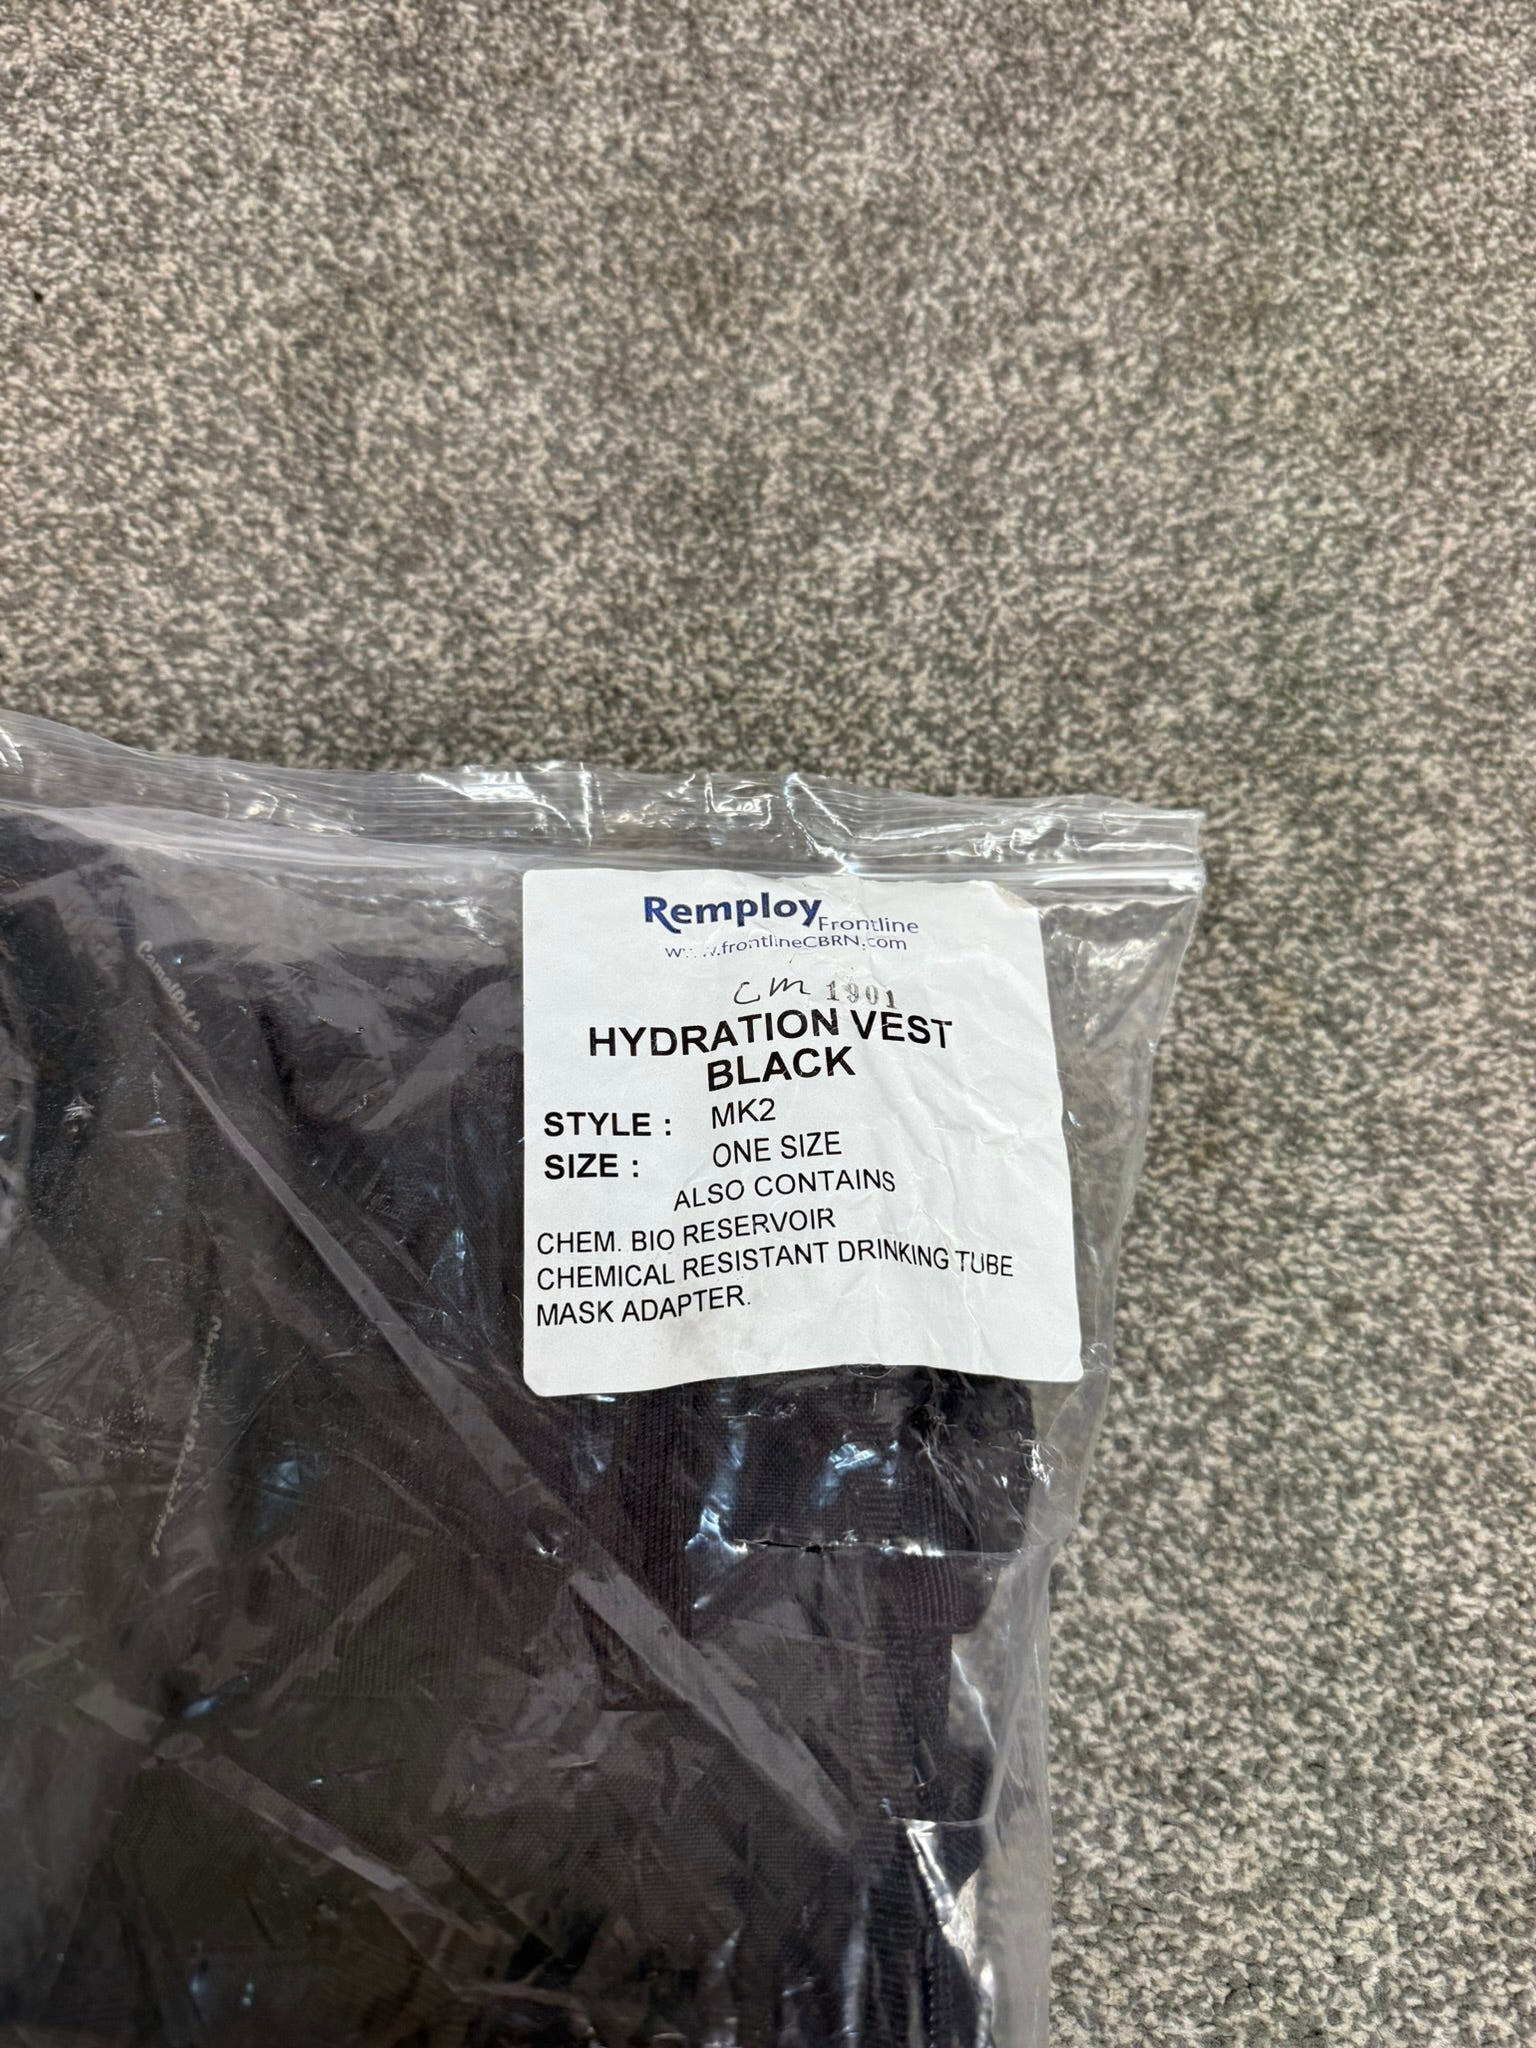 Remploy Frontline
www.frontlineCBRN.com
cm 1901
HYDRATION VEST
BLACK
STYLE : MK2
SIZE : ONE SIZE
ALSO CONTAINS
CHEM. BIO RESERVOIR
CHEMICAL RESISTANT DRINKING TUBE
MASK ADAPTER.